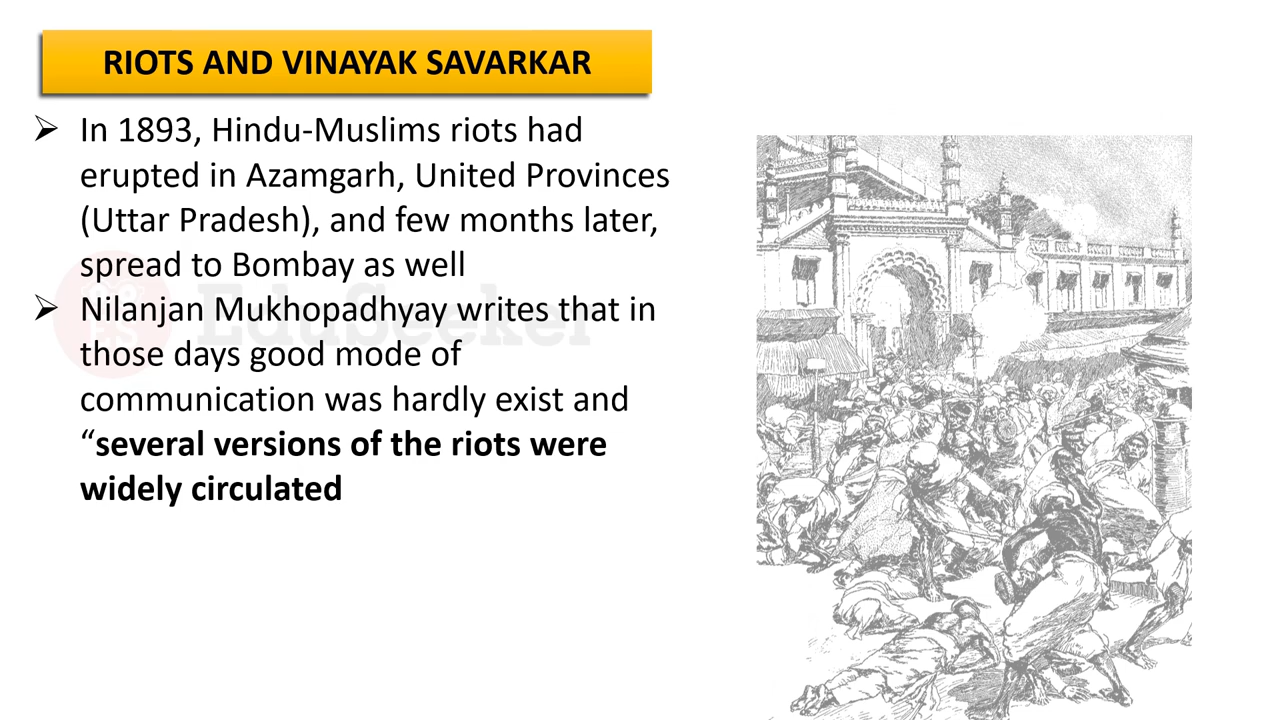 RIOTS AND VINAYAK SAVARKAR
➢ In 1893, Hindu-Muslims riots had
erupted in Azamgarh, United Provinces
(Uttar Pradesh), and few months later,
spread to Bombay as well
➢ Nilanjan Mukhopadhyay writes that in
those days good mode of
communication was hardly exist and
“several versions of the riots were
widely circulated
EduSeeker